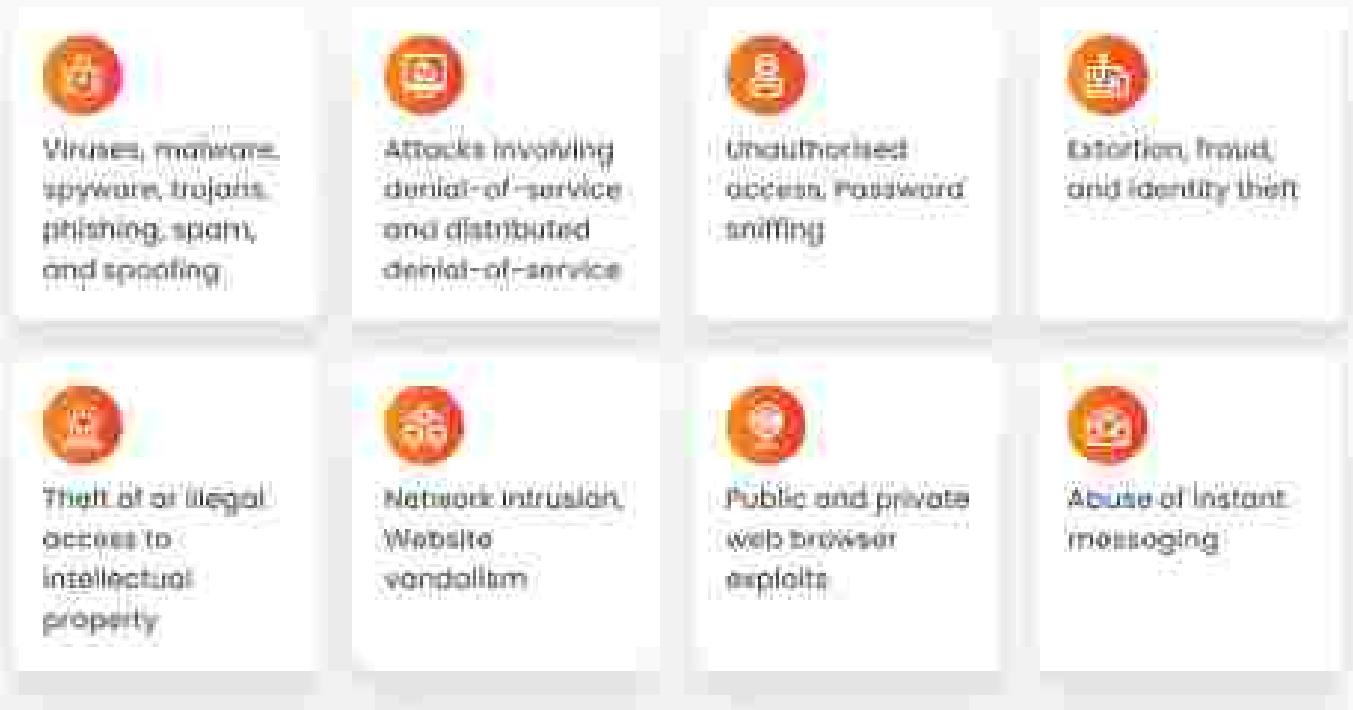 Viruses, malware,
spyware, trojans,
phishing, spam,
and spoofing
Attacks involving
denial-of-service
and distributed
denial-of-service
Unauthorised
access, Password
sniffing
Extortion, fraud,
and identity theft
Theft of or illegal
access to
intellectual
property
Network intrusion,
Website
vandalism
Public and private
web browser
exploits
Abuse of instant
messaging